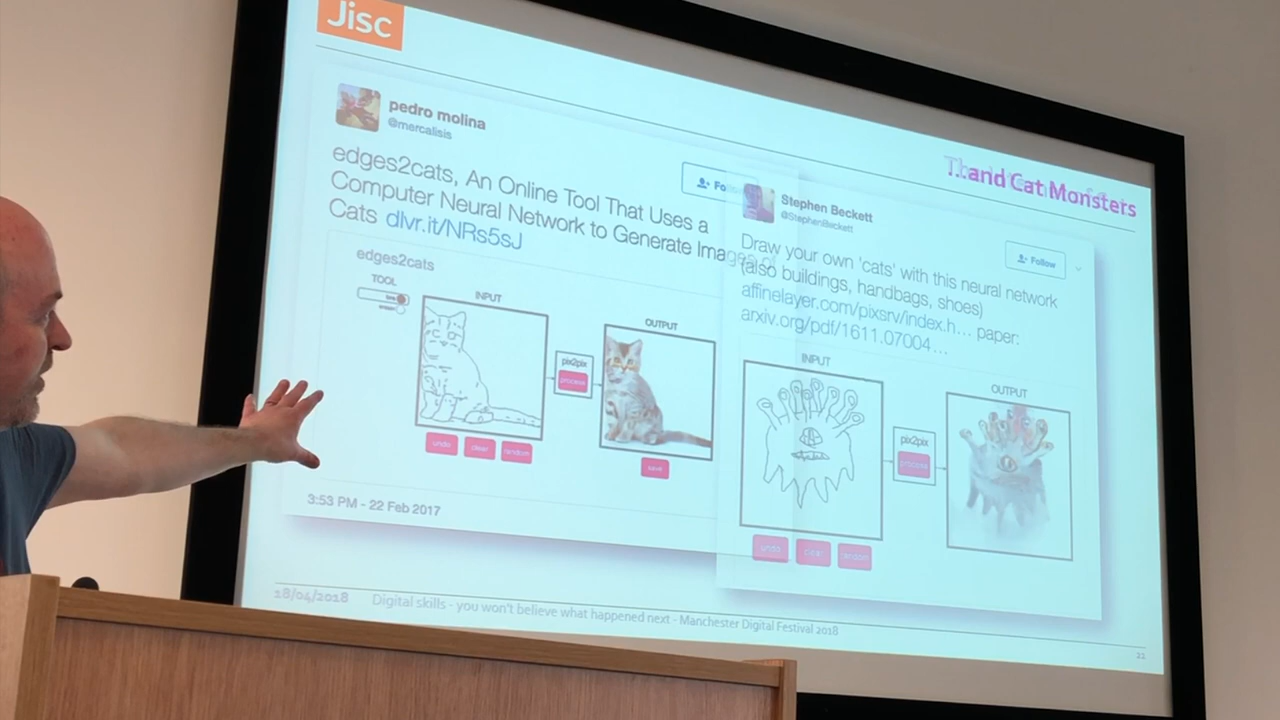 Jisc
and Cat Monsters
pedro molina
@mercalisis
edges2cats, An Online Tool That Uses a
Computer Neural Network to Generate Images of
Cats dlvr.it/NRs5sJ
edges2cats
TOOL
INPUT
OUTPUT
pix2pix
process
undo
clear
random
save
3:53 PM - 22 Feb 2017
Stephen Beckett
@StephenBeckett
Follow
Draw your own 'cats' with this neural network
(also buildings, handbags, shoes)
affinelayer.com/pixsrv/index.h… paper:
arxiv.org/pdf/1611.07004…
INPUT
OUTPUT
pix2pix
process
undo
clear
random
18/04/2018
Digital skills - you won't believe what happened next - Manchester Digital Festival 2018
22